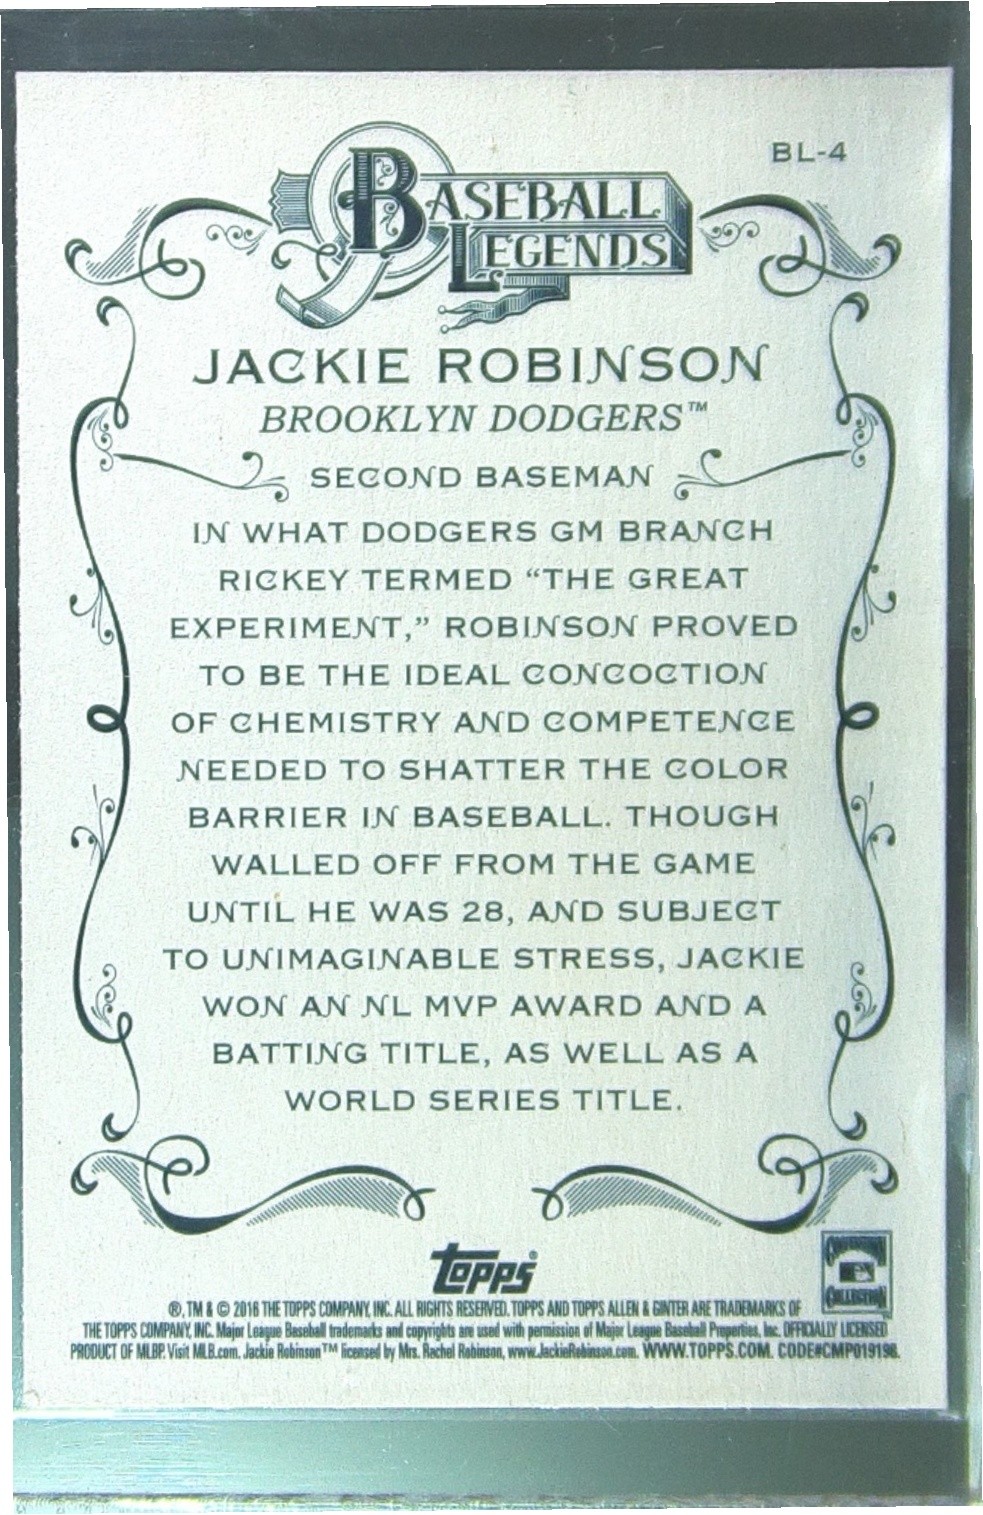 BL-4
BASEBALL
LEGENDS
JACKIE ROBINSON
BROOKLYN DODGERS™
SECOND BASEMAN
IN WHAT DODGERS GM BRANCH
RICKEY TERMED “THE GREAT
EXPERIMENT,” ROBINSON PROVED
TO BE THE IDEAL CONCOCTION
OF CHEMISTRY AND COMPETENCE
NEEDED TO SHATTER THE COLOR
BARRIER IN BASEBALL. THOUGH
WALLED OFF FROM THE GAME
UNTIL HE WAS 28, AND SUBJECT
TO UNIMAGINABLE STRESS, JACKIE
WON AN NL MVP AWARD AND A
BATTING TITLE, AS WELL AS A
WORLD SERIES TITLE.
topps®
COLLECTION
®, TM & © 2016 THE TOPPS COMPANY, INC. ALL RIGHTS RESERVED. TOPPS AND TOPPS ALLEN & GINTER ARE TRADEMARKS OF
THE TOPPS COMPANY, INC. Major League Baseball trademarks and copyrights are used with permission of Major League Baseball Properties, Inc. OFFICIALLY LICENSED
PRODUCT OF MLBP. Visit MLB.com. Jackie Robinson™ licensed by Mrs. Rachel Robinson, www.JackieRobinson.com. WWW.TOPPS.COM. CODE#CMP019198.